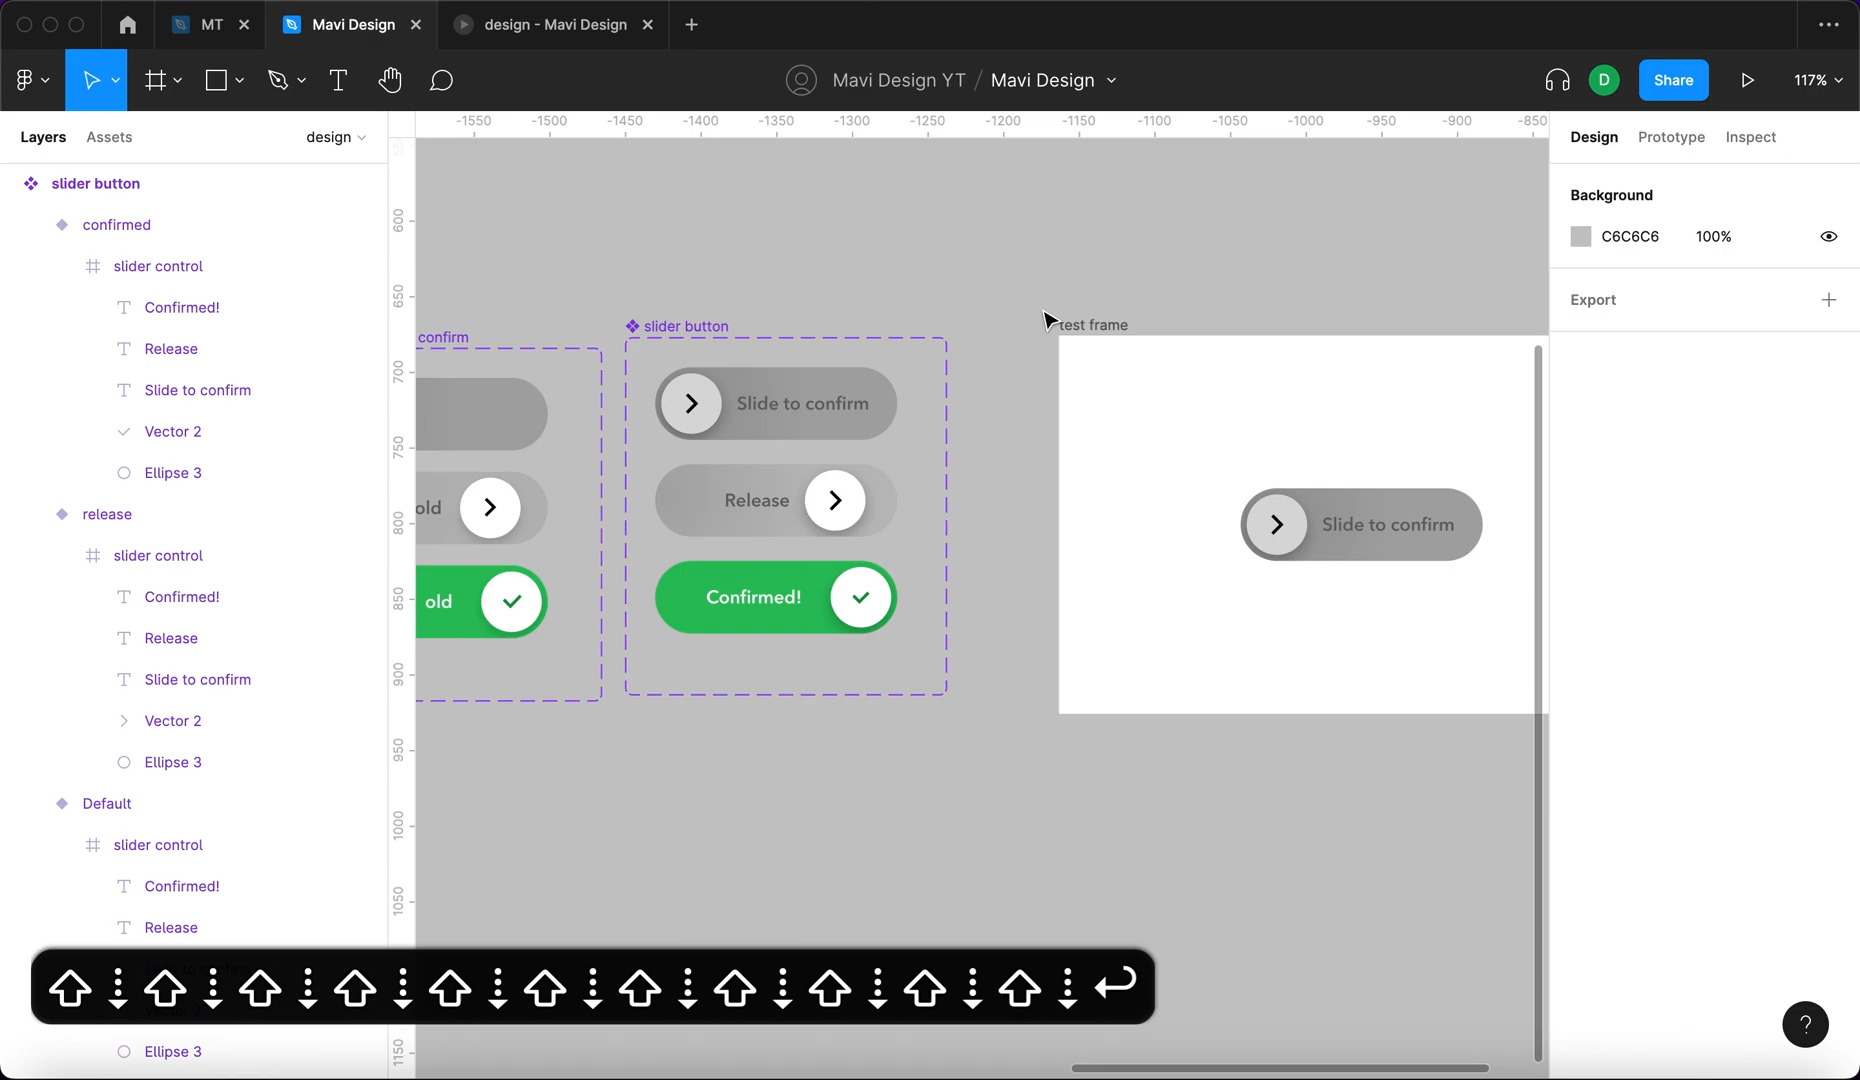 MT
Mavi Design
design - Mavi Design
Mavi Design YT / Mavi Design
D
Share
117%
Layers
Assets
design
-1550 -1500 -1450 -1400 -1350 -1300 -1250 -1200 -1150 -1100 -1050 -1000 -950 -900 -850
Design
Prototype
Inspect
slider button
confirmed
slider control
Confirmed!
Release
Slide to confirm
Vector 2
Ellipse 3
release
slider control
Confirmed!
Release
Slide to confirm
Vector 2
Ellipse 3
Default
slider control
Confirmed!
Release
Ellipse 3
600
650
700
750
800
850
900
950
1000
1050
1150
confirm
old
old
slider button
Slide to confirm
Release
Confirmed!
test frame
Slide to confirm
Background
C6C6C6
100%
Export
?